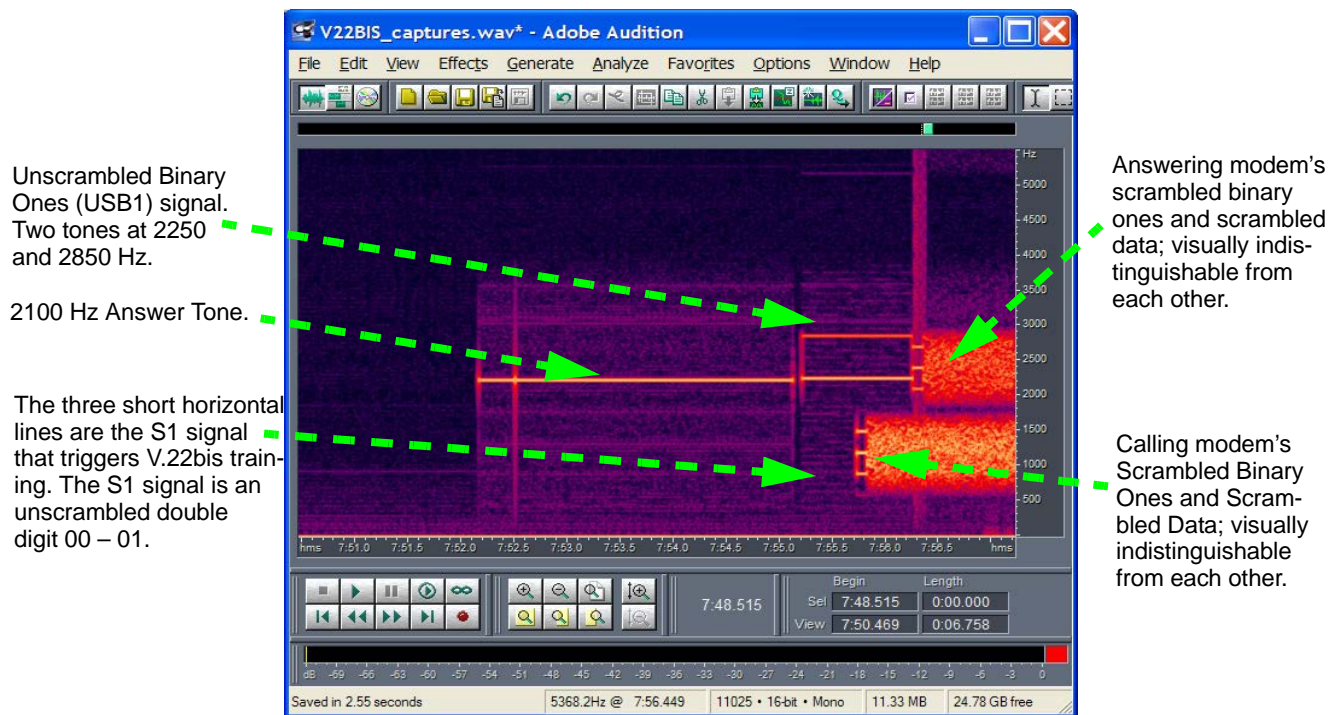 V22BIS_captures.wav* - Adobe Audition
File Edit View Effects Generate Analyze Favorites Options Window Help
Unscrambled Binary
Ones (USB1) signal.
Two tones at 2250
and 2850 Hz.
2100 Hz Answer Tone.
The three short horizontal
lines are the S1 signal
that triggers V.22bis train-
ing. The S1 signal is an
unscrambled double
digit 00 – 01.
Hz
5000
4500
4000
3500
3000
2500
2000
1500
1000
500
hms 7:51.0 7:51.5 7:52.0 7:52.5 7:53.0 7:53.5 7:54.0 7:54.5 7:55.0 7:55.5 7:56.0 7:56.5 hms
Answering modem's
scrambled binary
ones and scrambled
data; visually indis-
tinguishable from
each other.
Calling modem's
Scrambled Binary
Ones and Scram-
bled Data; visually
indistinguishable
from each other.
7:48.515
Begin Length
Sel 7:48.515 0:00.000
View 7:50.469 0:06.758
dB -69 -66 -63 -60 -57 -54 -51 -48 -45 -42 -39 -36 -33 -30 -27 -24 -21 -18 -15 -12 -9 -6 -3 0
Saved in 2.55 seconds 5368.2Hz @ 7:56.449 11025 • 16-bit • Mono 11.33 MB 24.78 GB free